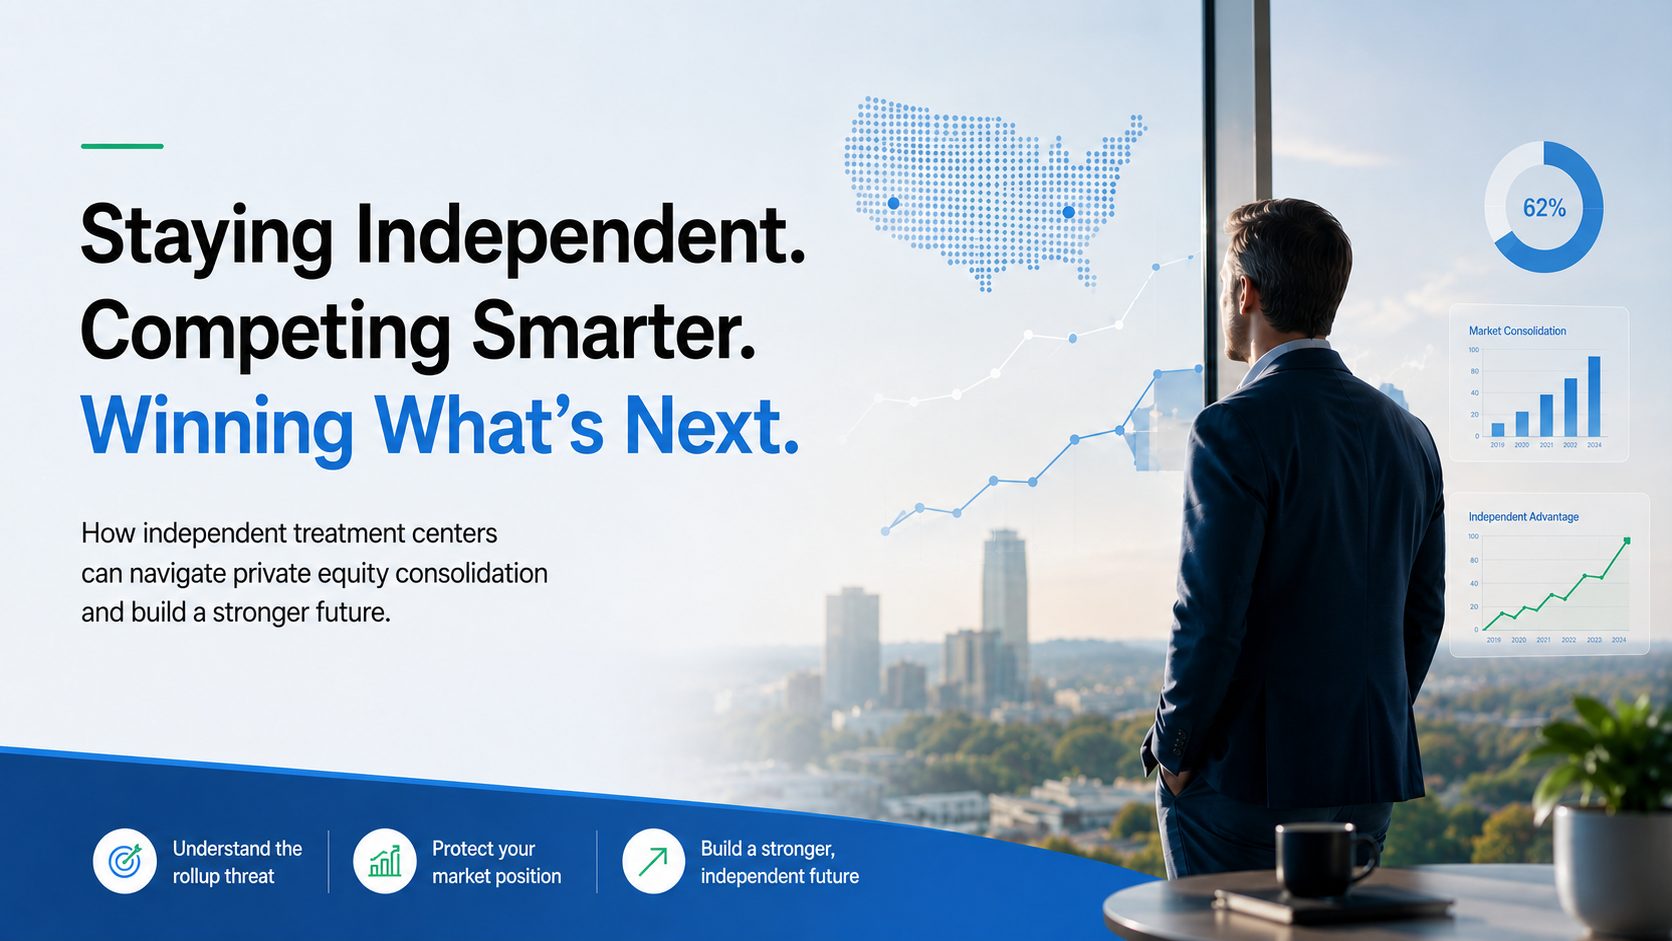 Staying Independent.
Competing Smarter.
Winning What’s Next.
How independent treatment centers
can navigate private equity consolidation
and build a stronger future.
62%
Market Consolidation
100
80
40
20
0
2019 2020 2021 2022 2024
Independent Advantage
100
80
40
20
0
2019 2020 2021 2022 2023 2024
Understand the
rollup threat
Protect your
market position
Build a stronger,
independent future